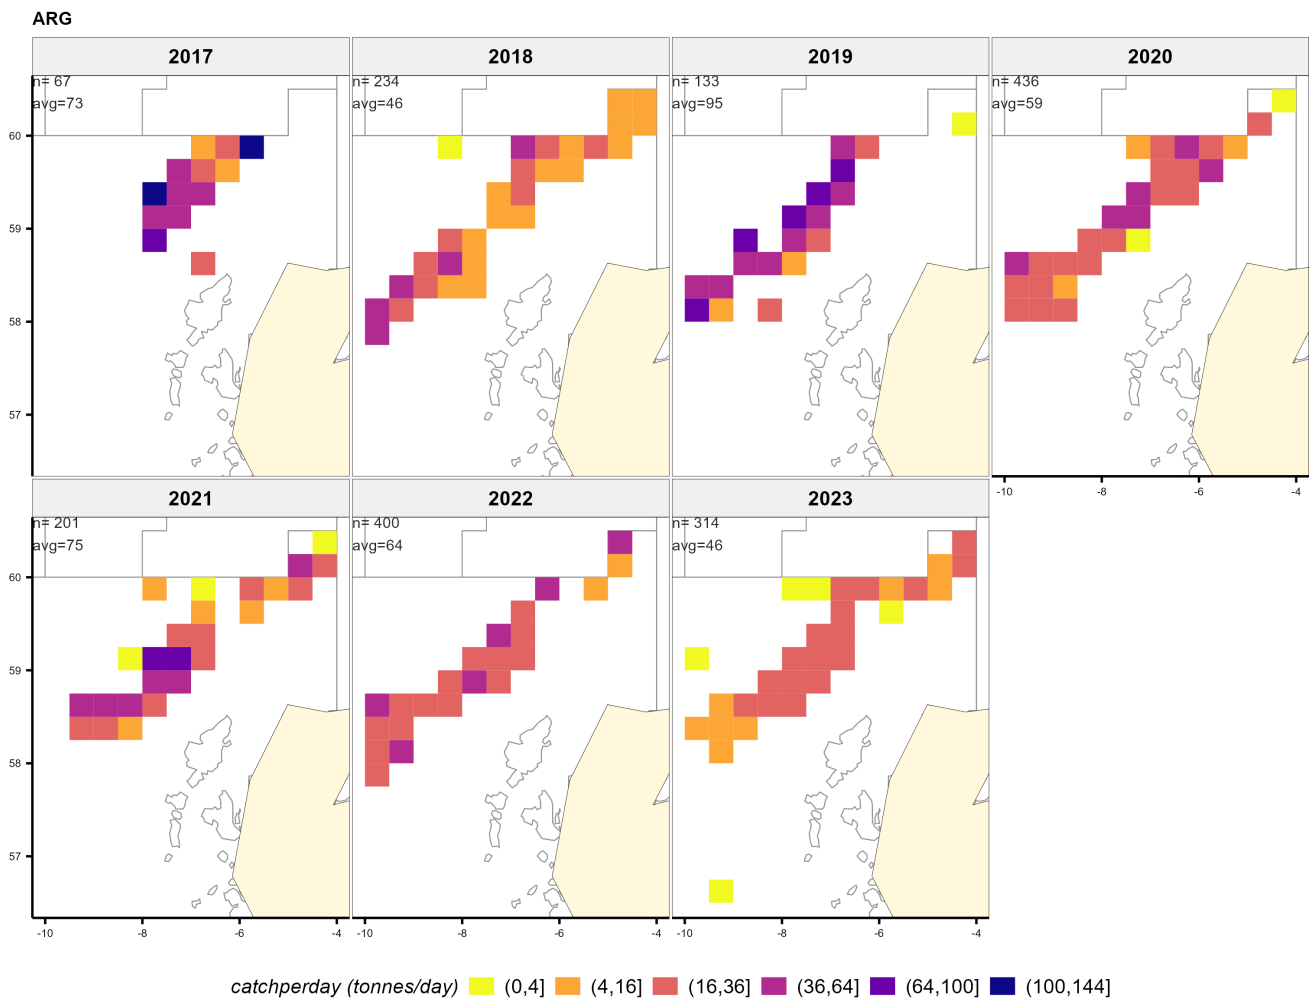 ARG
2017
2018
2019
2020
n= 67
avg=73
n= 234
avg=46
n= 133
avg=95
n= 436
avg=59
60
59
58
57
-10
-8
-6
-4
2021
2022
2023
n= 201
avg=75
n= 400
avg=64
n= 314
avg=46
60
59
58
57
-10
-8
-6
-4
-10
-8
-6
-4
-10
-8
-6
-4
catchperday (tonnes/day) (0,4] (4,16] (16,36] (36,64] (64,100] (100,144]